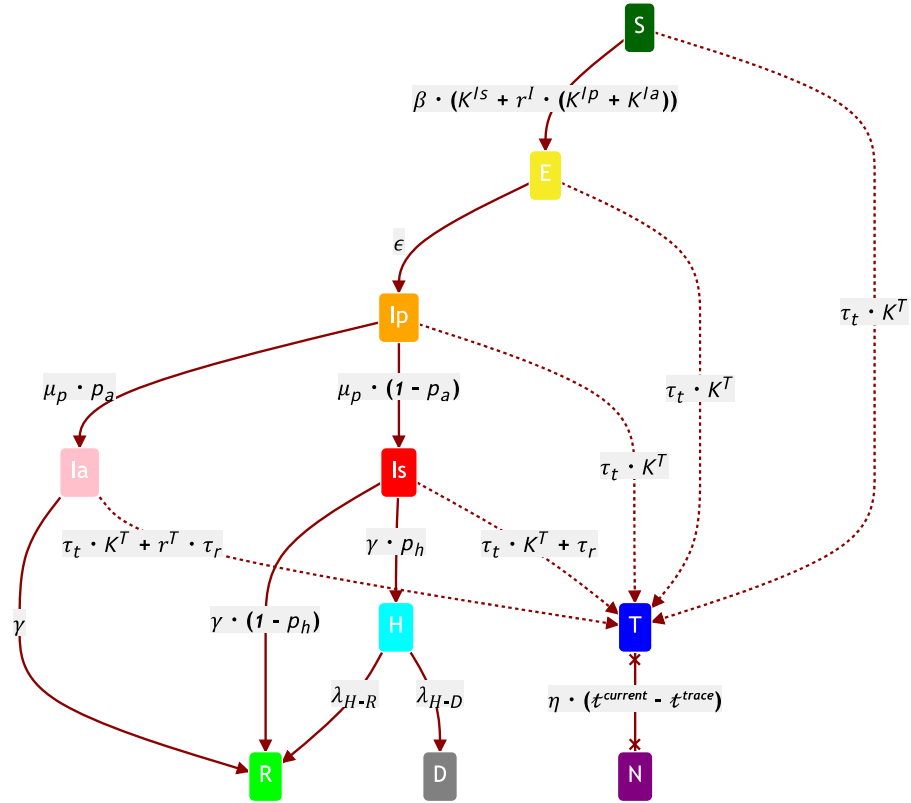 S
β · (K^Is + r^I · (K^Ip + K^Ia))
E
ϵ
τ_t · K^T
Ip
μ_p · p_a
μ_p · (1 - p_a)
τ_t · K^T
τ_t · K^T
Ia
Is
τ_t · K^T + r^T · τ_r
γ · p_h
τ_t · K^T + τ_r
γ
γ · (1 - p_h)
H
T
λ_H-R
λ_H-D
η · (t^current - t^trace)
R
D
N